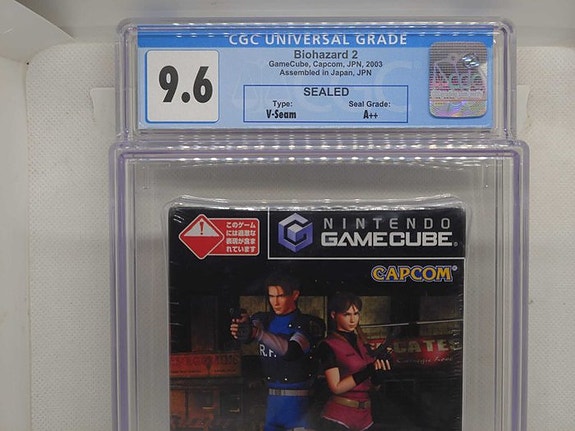 CGC UNIVERSAL GRADE
9.6
Biohazard 2
GameCube, Capcom, JPN, 2003
Assembled in Japan, JPN
SEALED
Type:
V-Seam
Seal Grade:
A++
CGC
このゲーム
には過激な
表現が含ま
れています
NINTENDO
GAMECUBE
CAPCOM
R.P.
GATE